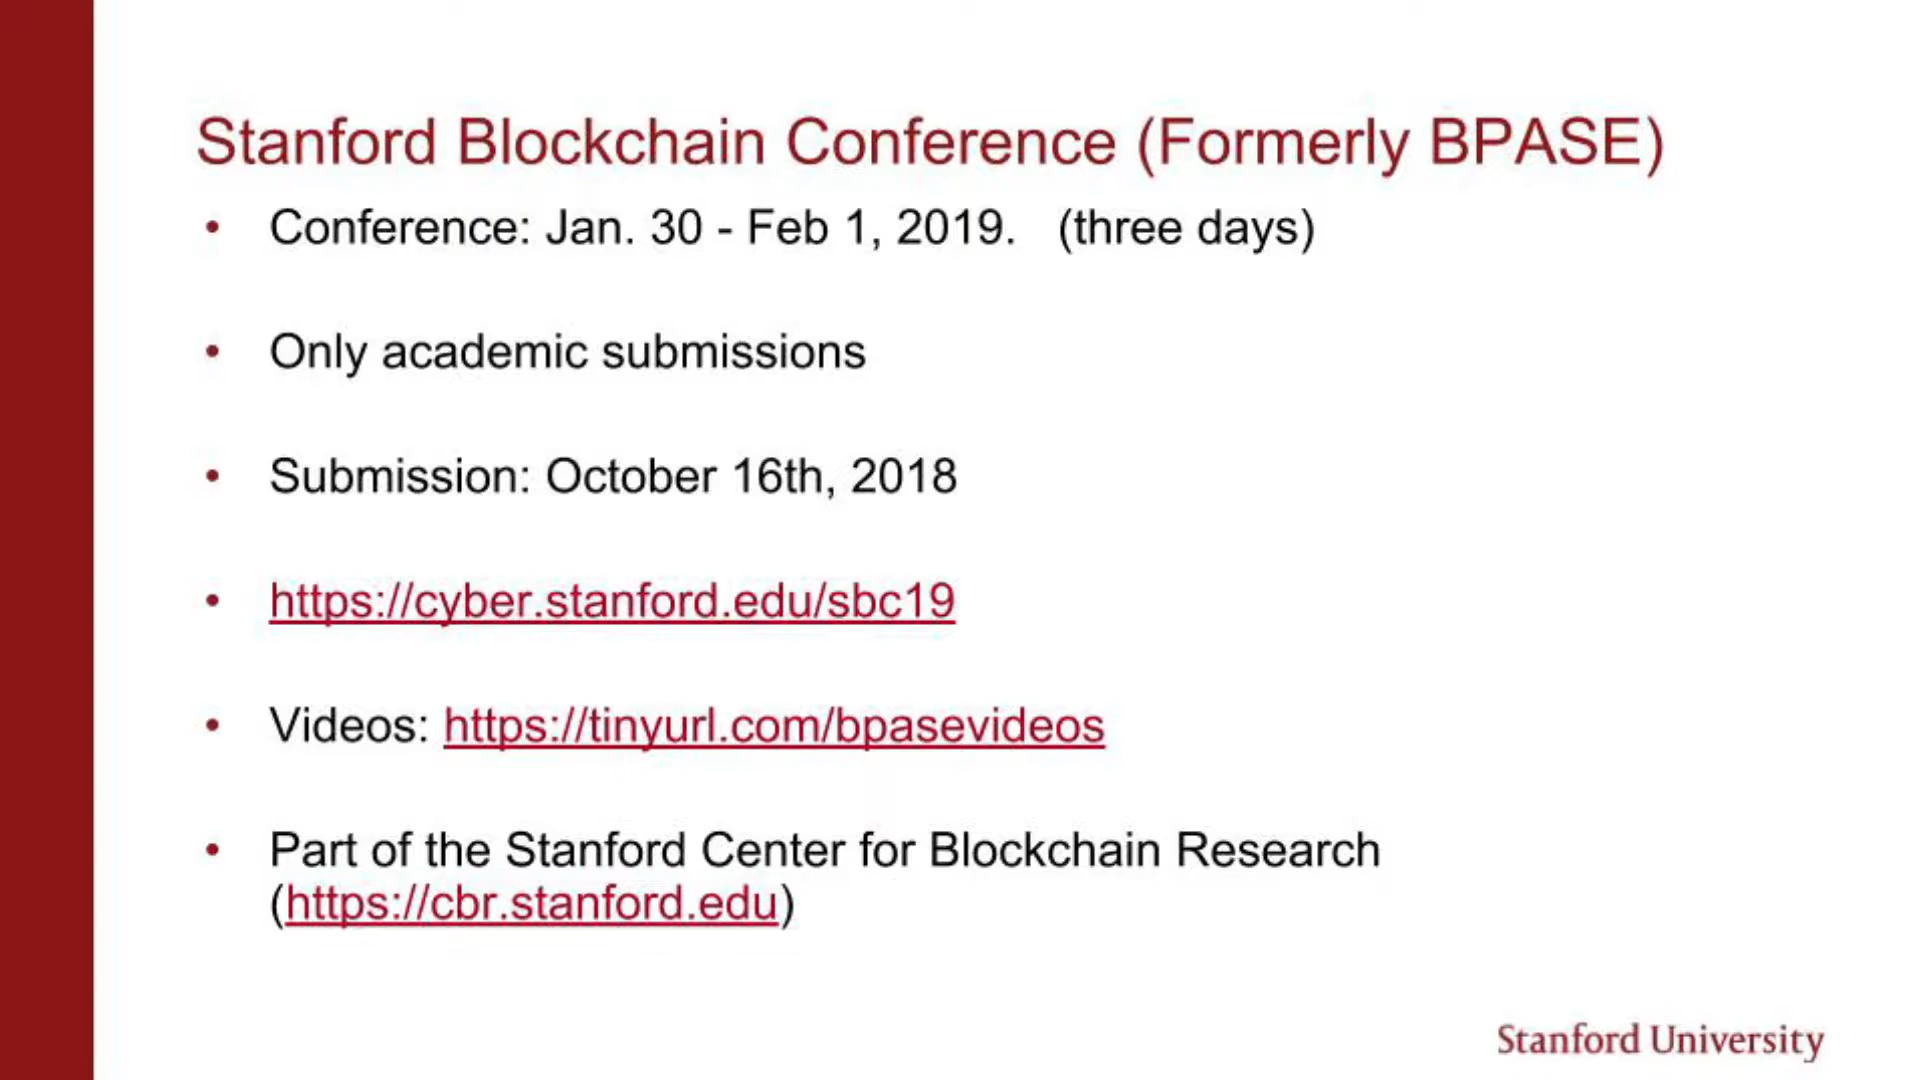 Stanford Blockchain Conference (Formerly BPASE)
• Conference: Jan. 30 - Feb 1, 2019. (three days)
• Only academic submissions
• Submission: October 16th, 2018
• https://cyber.stanford.edu/sbc19
• Videos: https://tinyurl.com/bpasevideos
• Part of the Stanford Center for Blockchain Research
(https://cbr.stanford.edu)
Stanford University